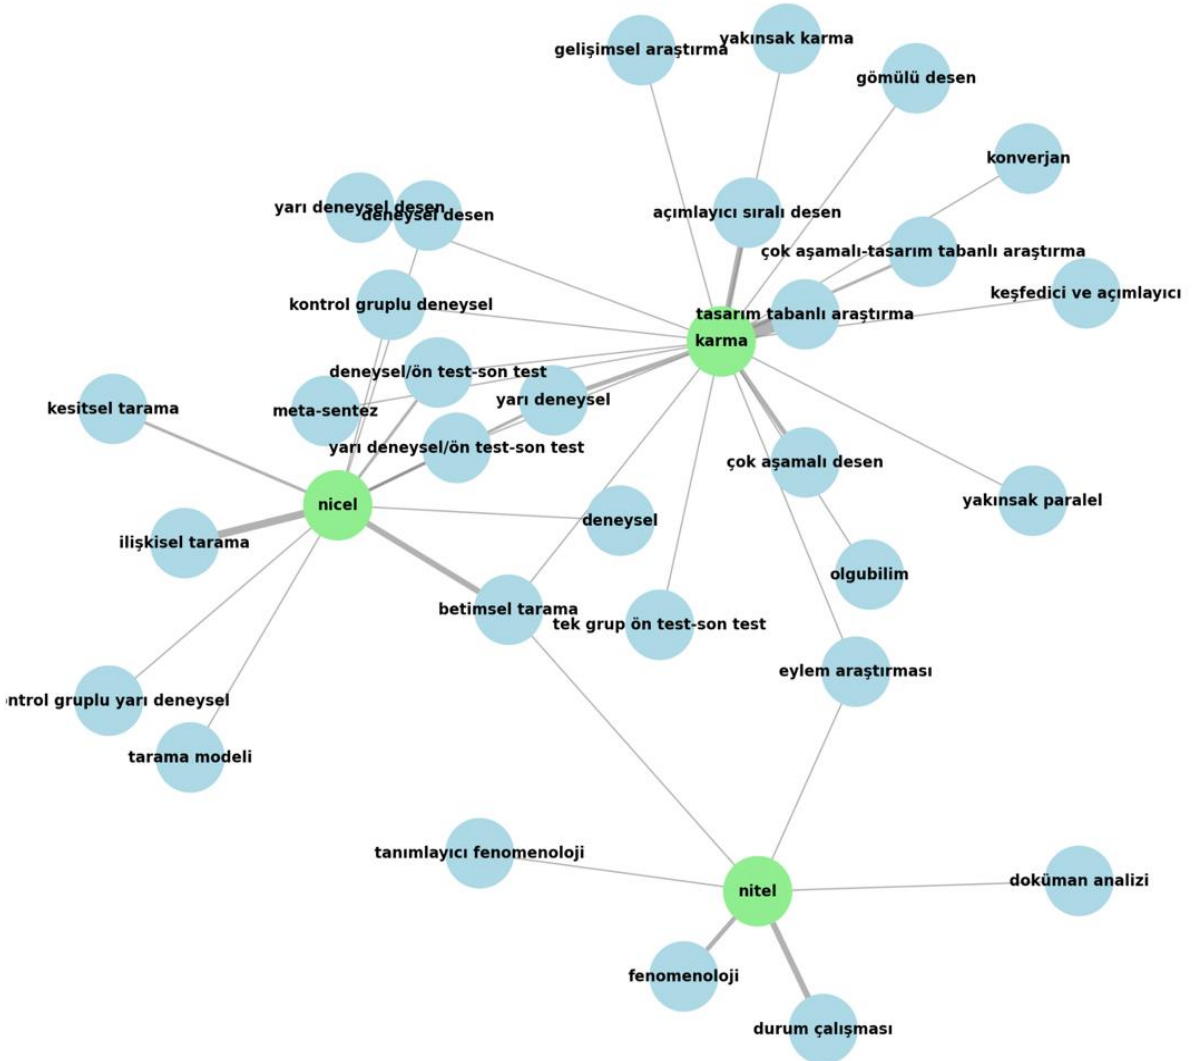 yakınsak karma
gelişimsel araştırma
gömülü desen
konverjan
yarı deneysel desen
deneysel desen
açımlayıcı sıralı desen
çok aşamalı-tasarım tabanlı araştırma
keşfedici ve açımlayıcı
kontrol gruplu deneysel
tasarım tabanlı araştırma
karma
deneysel/ön test-son test
yarı deneysel
kesitsel tarama
meta-sentez
yarı deneysel/ön test-son test
çok aşamalı desen
yakınsak paralel
nicel
deneysel
ilişkisel tarama
olgubilim
betimsel tarama
tek grup ön test-son test
eylem araştırması
ntrol gruplu yarı deneysel
tarama modeli
tanımlayıcı fenomenoloji
doküman analizi
nitel
fenomenoloji
durum çalışması